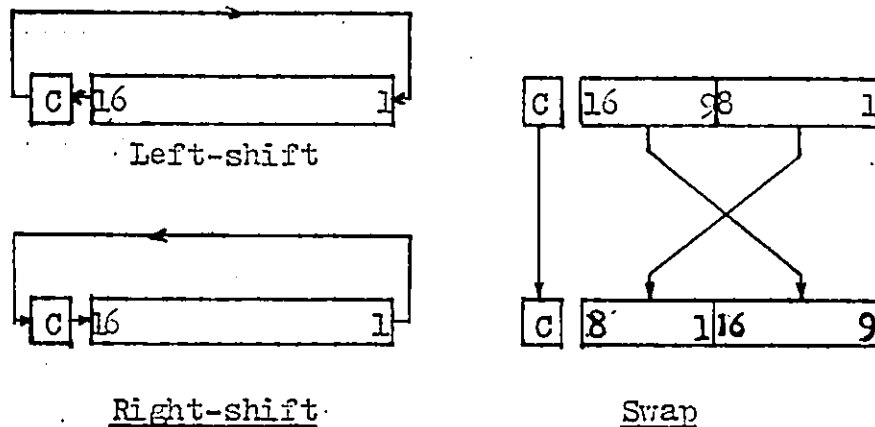 C 16 1
Left-shift
C 16 1
Right-shift
C 16 9 8 1
C 8 1 16 9
Swap